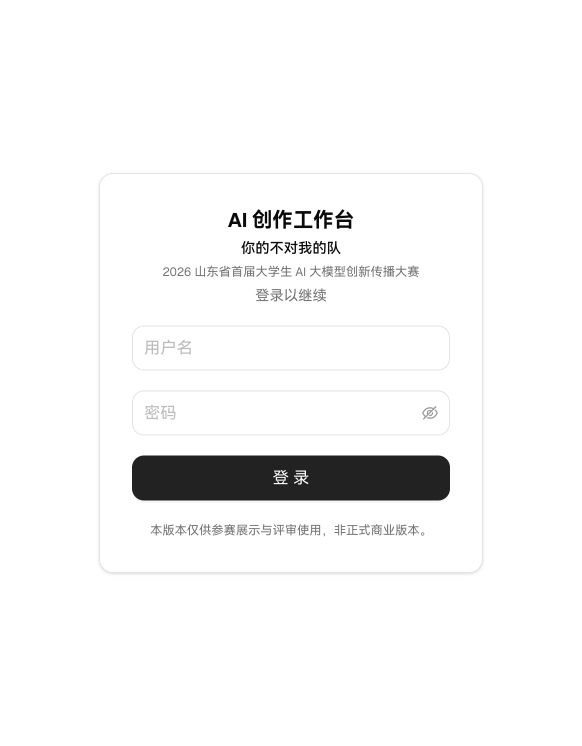 AI 创作工作台
你的不对我的队
2026 山东省首届大学生 AI 大模型创新传播大赛
登录以继续
用户名
密码
登 录
本版本仅供参赛展示与评审使用，非正式商业版本。